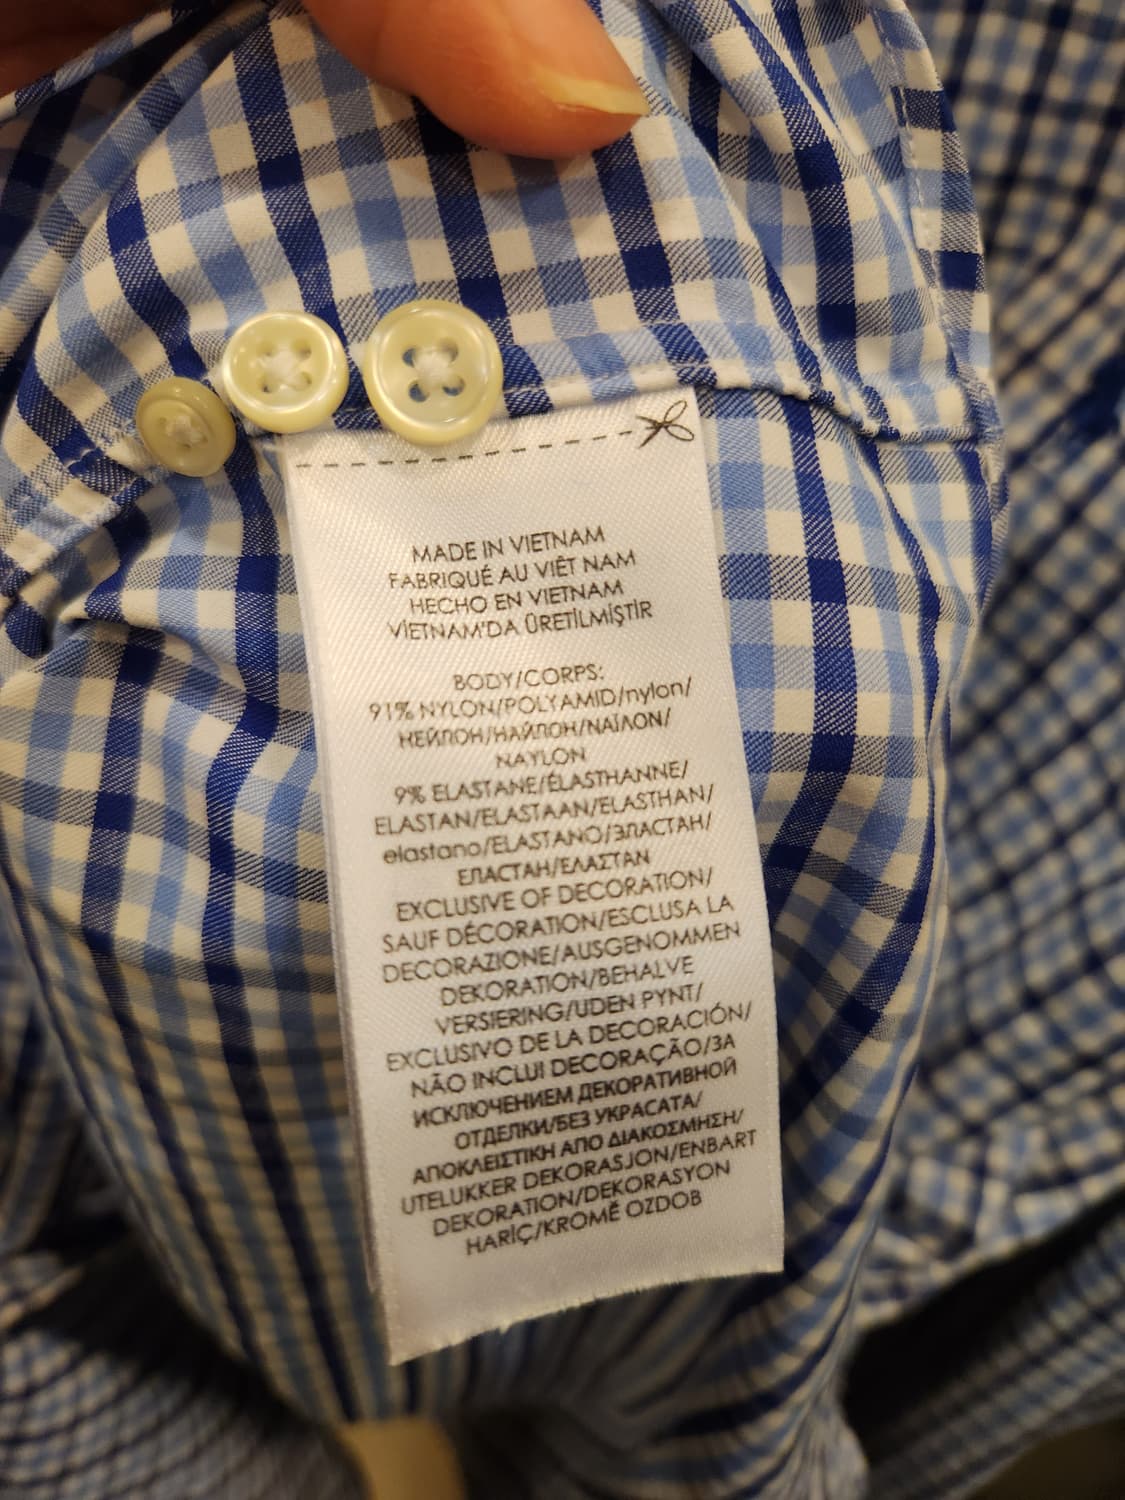 MADE IN VIETNAM
FABRIQUÉ AU VIÊT NAM
HECHO EN VIETNAM
VİETNAM'DA ÜRETİLMİŞTİR
BODY/CORPS:
91% NYLON/POLYAMID/nylon/
НЕЙЛОН/НАЙЛОН/ΝΑΪΛΟΝ/
NAYLON
9% ELASTANE/ÉLASTHANNE/
ELASTAN/ELASTAAN/ELASTHAN/
elastano/ELASTANO/ЭЛАСТАН/
ЕЛАСТАН/ΕΛΑΣΤΑΝ
EXCLUSIVE OF DECORATION/
SAUF DÉCORATION/ESCLUSA LA
DECORAZIONE/AUSGENOMMEN
DEKORATION/BEHALVE
VERSIERING/UDEN PYNT/
EXCLUSIVO DE LA DECORACIÓN/
NÃO INCLUI DECORAÇÃO/ЗА
ИСКЛЮЧЕНИЕМ ДЕКОРАТИВНОЙ
ОТДЕЛКИ/БЕЗ УКРАСАТА/
ΑΠΟΚΛΕΙΣΤΙΚΗ ΑΠΟ ΔΙΑΚΟΣΜΗΣΗ/
UTELUKKER DEKORASJON/ENBART
DEKORATION/DEKORASYON
HARİÇ/KROMĚ OZDOB